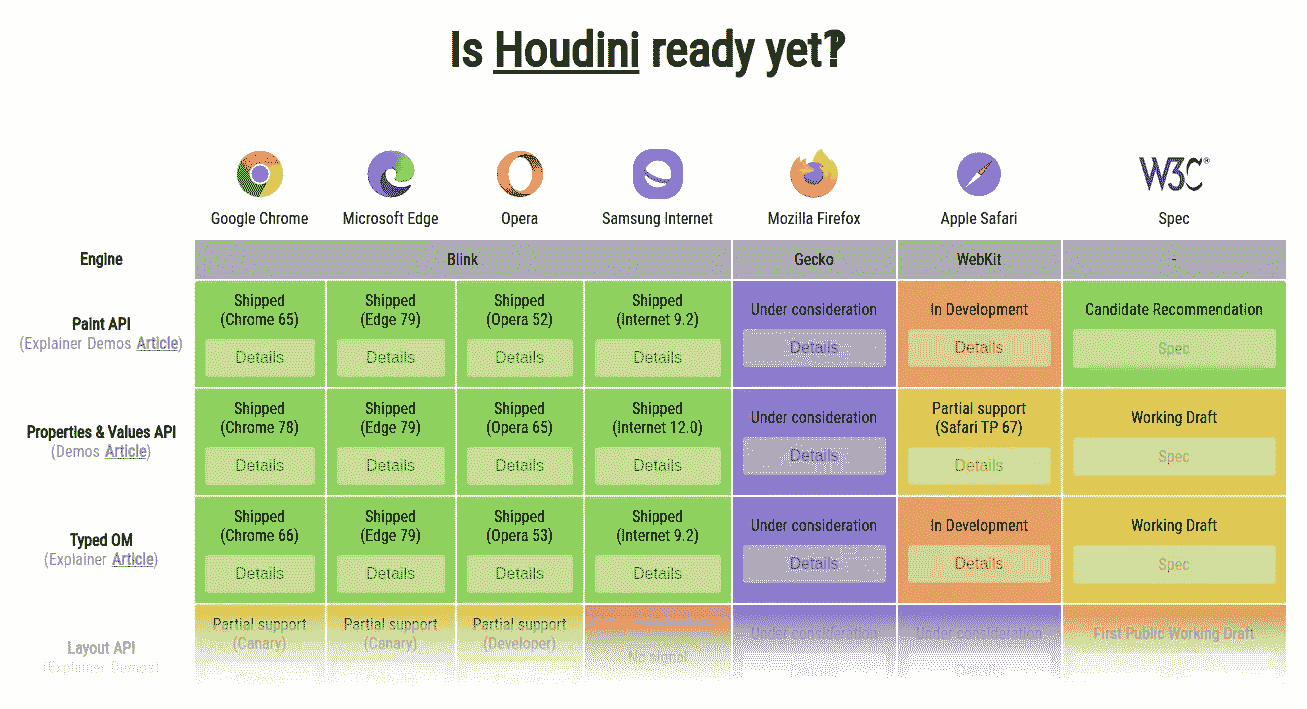 Is Houdini ready yet‽
W3C®
Google Chrome Microsoft Edge Opera Samsung Internet Mozilla Firefox Apple Safari Spec
Engine Blink Gecko WebKit -
Paint API
(Explainer Demos Article)
Shipped
(Chrome 65)
Details
Shipped
(Edge 79)
Details
Shipped
(Opera 52)
Details
Shipped
(Internet 9.2)
Details
Under consideration
Details
In Development
Details
Candidate Recommendation
Spec
Properties & Values API
(Demos Article)
Shipped
(Chrome 78)
Details
Shipped
(Edge 79)
Details
Shipped
(Opera 65)
Details
Shipped
(Internet 12.0)
Details
Under consideration
Details
Partial support
(Safari TP 67)
Details
Working Draft
Spec
Typed OM
(Explainer Article)
Shipped
(Chrome 66)
Details
Shipped
(Edge 79)
Details
Shipped
(Opera 53)
Details
Shipped
(Internet 9.2)
Details
Under consideration
Details
In Development
Details
Working Draft
Spec
Layout API
(Explainer Demos)
Partial support
(Canary)
Partial support
(Canary)
Partial support
(Developer)
No signal
Under consideration
Under consideration
First Public Working Draft